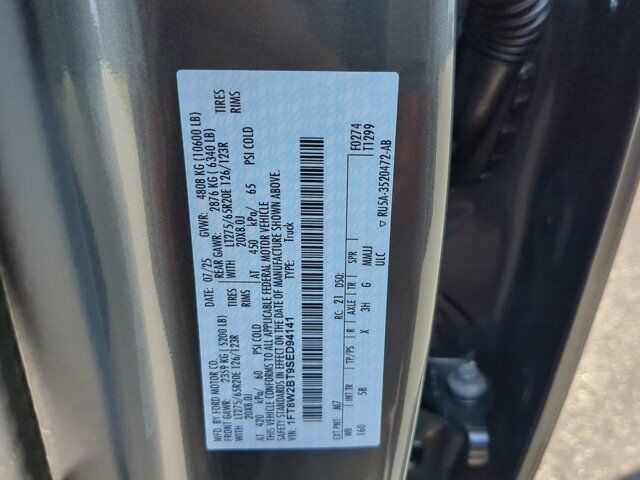 MFD. BY FORD MOTOR CO.
DATE: 07/25 GVWR: 4808 KG (10600 LB)
FRONT GAWR: 2359 KG (5200 LB)
REAR GAWR: 2876 KG (6340 LB)
WITH LT275/65R20E 126/123R TIRES
WITH LT275/65R20E 126/123R TIRES
20X8.0J RIMS
20X8.0J RIMS
AT 420 kPa/ 60 PSI COLD
AT 450 kPa/ 65 PSI COLD
THIS VEHICLE CONFORMS TO ALL APPLICABLE FEDERAL MOTOR VEHICLE
SAFETY STANDARDS IN EFFECT ON THE DATE OF MANUFACTURE SHOWN ABOVE.
VIN: 1FT8W2BT9SED94141
TYPE: Truck
F0274
T1299
EXT PNT: M7 RC: 21 DSO:
WB INT TR TP/PS R AXLE TR SPR
160 5B X 3H G MMJJ
ULC
▽ RU5A-3520472-AB